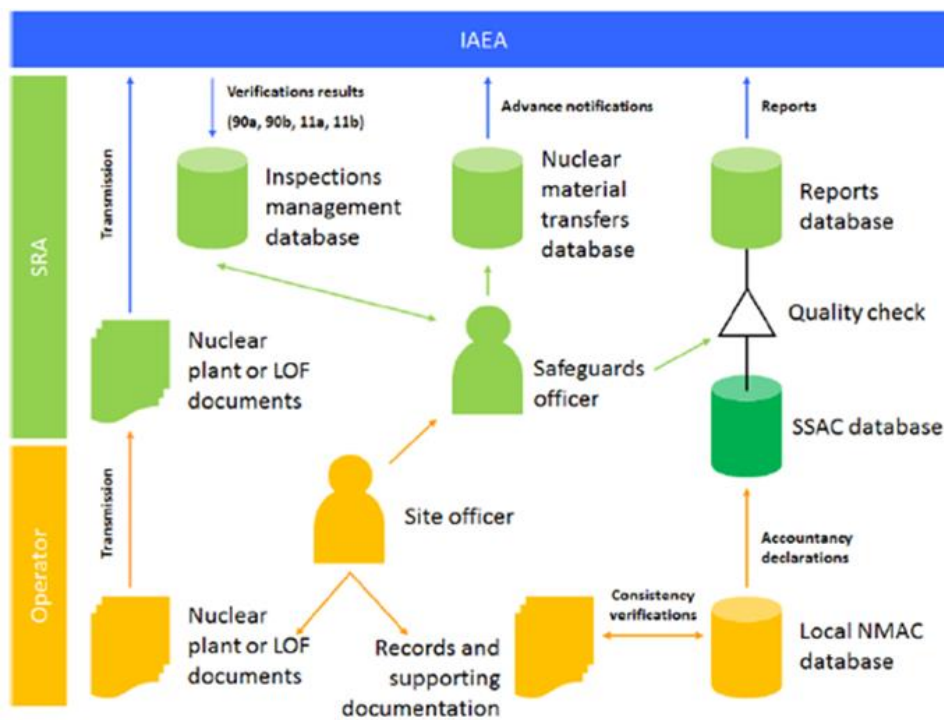 IAEA
SRA
Operator
Transmission
Verifications results
(90a, 90b, 11a, 11b)
Advance notifications
Reports
Inspections
management
database
Nuclear
material
transfers
database
Reports
database
Quality check
Nuclear
plant or LOF
documents
Safeguards
officer
SSAC database
Transmission
Site officer
Accountancy
declarations
Consistency
verifications
Nuclear
plant or LOF
documents
Records and
supporting
documentation
Local NMAC
database